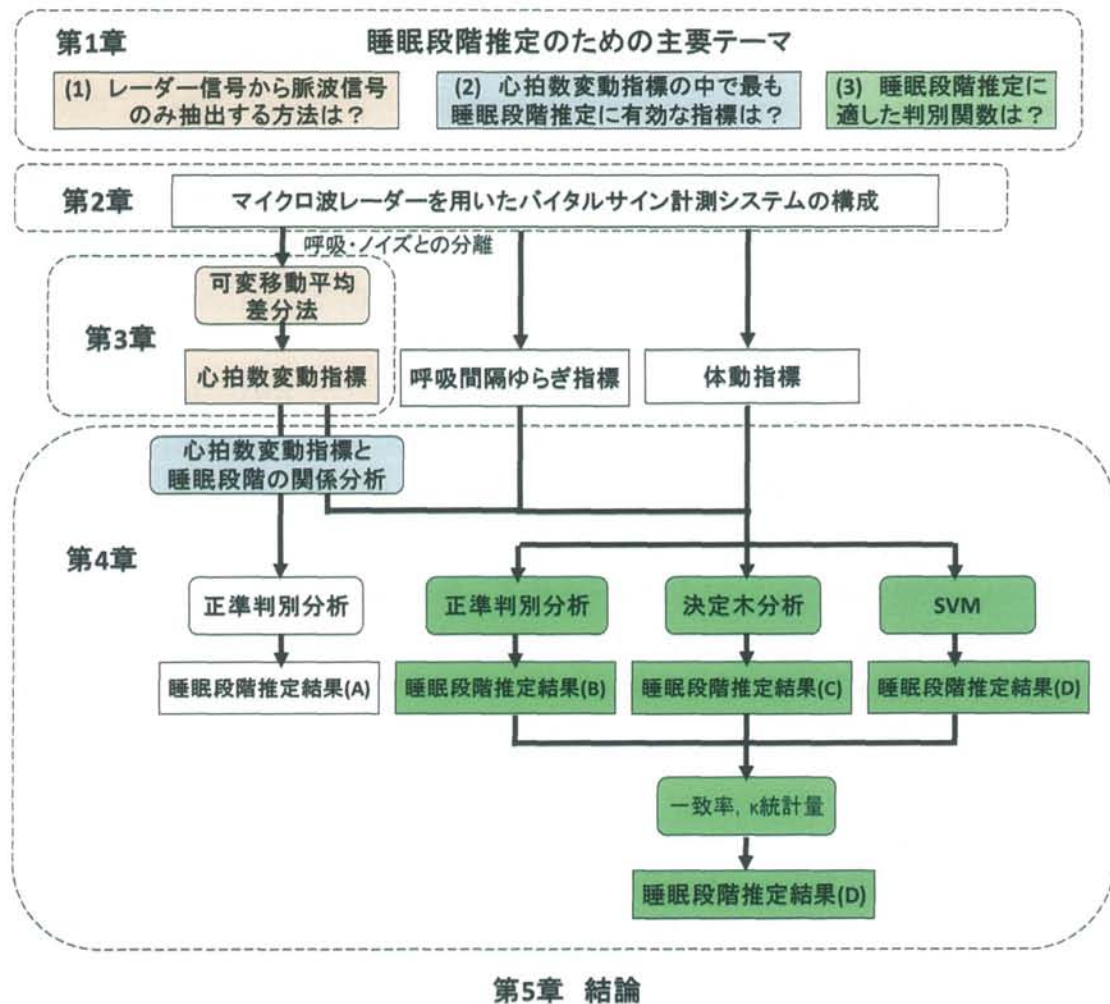 第1章
睡眠段階推定のための主要テーマ
(1) レーダー信号から脈波信号
のみ抽出する方法は？
(2) 心拍数変動指標の中で最も
睡眠段階推定に有効な指標は？
(3) 睡眠段階推定に
適した判別関数は？
第2章
マイクロ波レーダーを用いたバイタルサイン計測システムの構成
呼吸・ノイズとの分離
可変移動平均
差分法
第3章
心拍数変動指標
呼吸間隔ゆらぎ指標
体動指標
心拍数変動指標と
睡眠段階の関係分析
第4章
正準判別分析
正準判別分析
決定木分析
SVM
睡眠段階推定結果(A)
睡眠段階推定結果(B)
睡眠段階推定結果(C)
睡眠段階推定結果(D)
一致率, κ統計量
睡眠段階推定結果(D)
第5章 結論